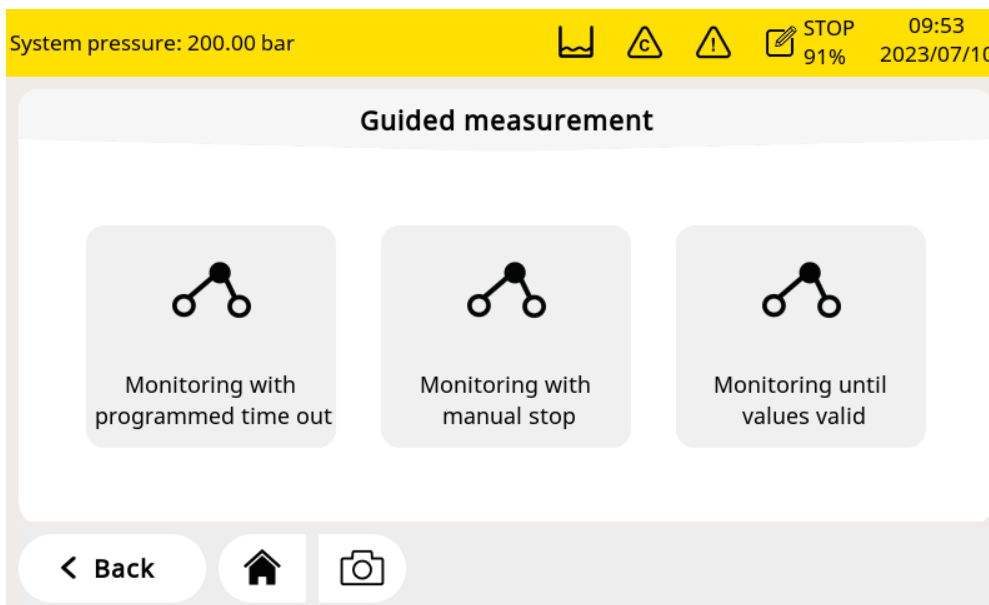 System pressure: 200.00 bar
C
!
STOP
91%
09:53
2023/07/10
Guided measurement
Monitoring with
programmed time out
Monitoring with
manual stop
Monitoring until
values valid
Back